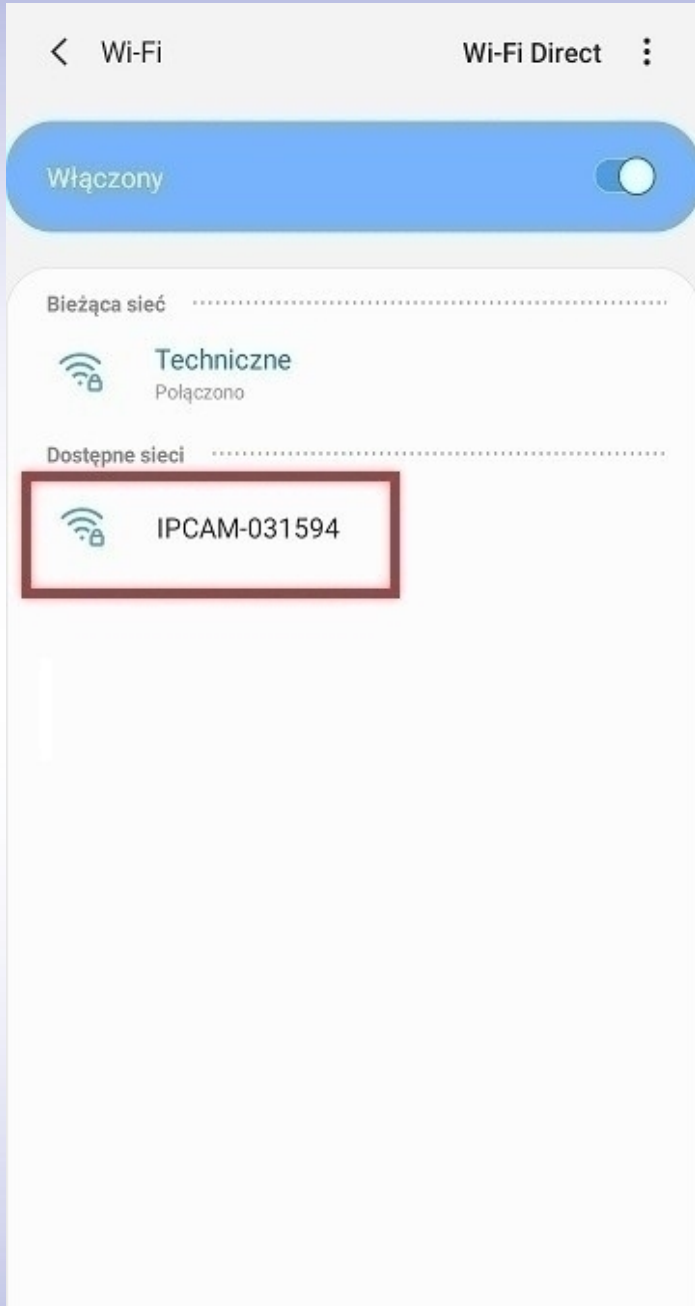 Wi-Fi
Wi-Fi Direct
Włączony
Bieżąca sieć
Techniczne
Połączono
Dostępne sieci
IPCAM-031594